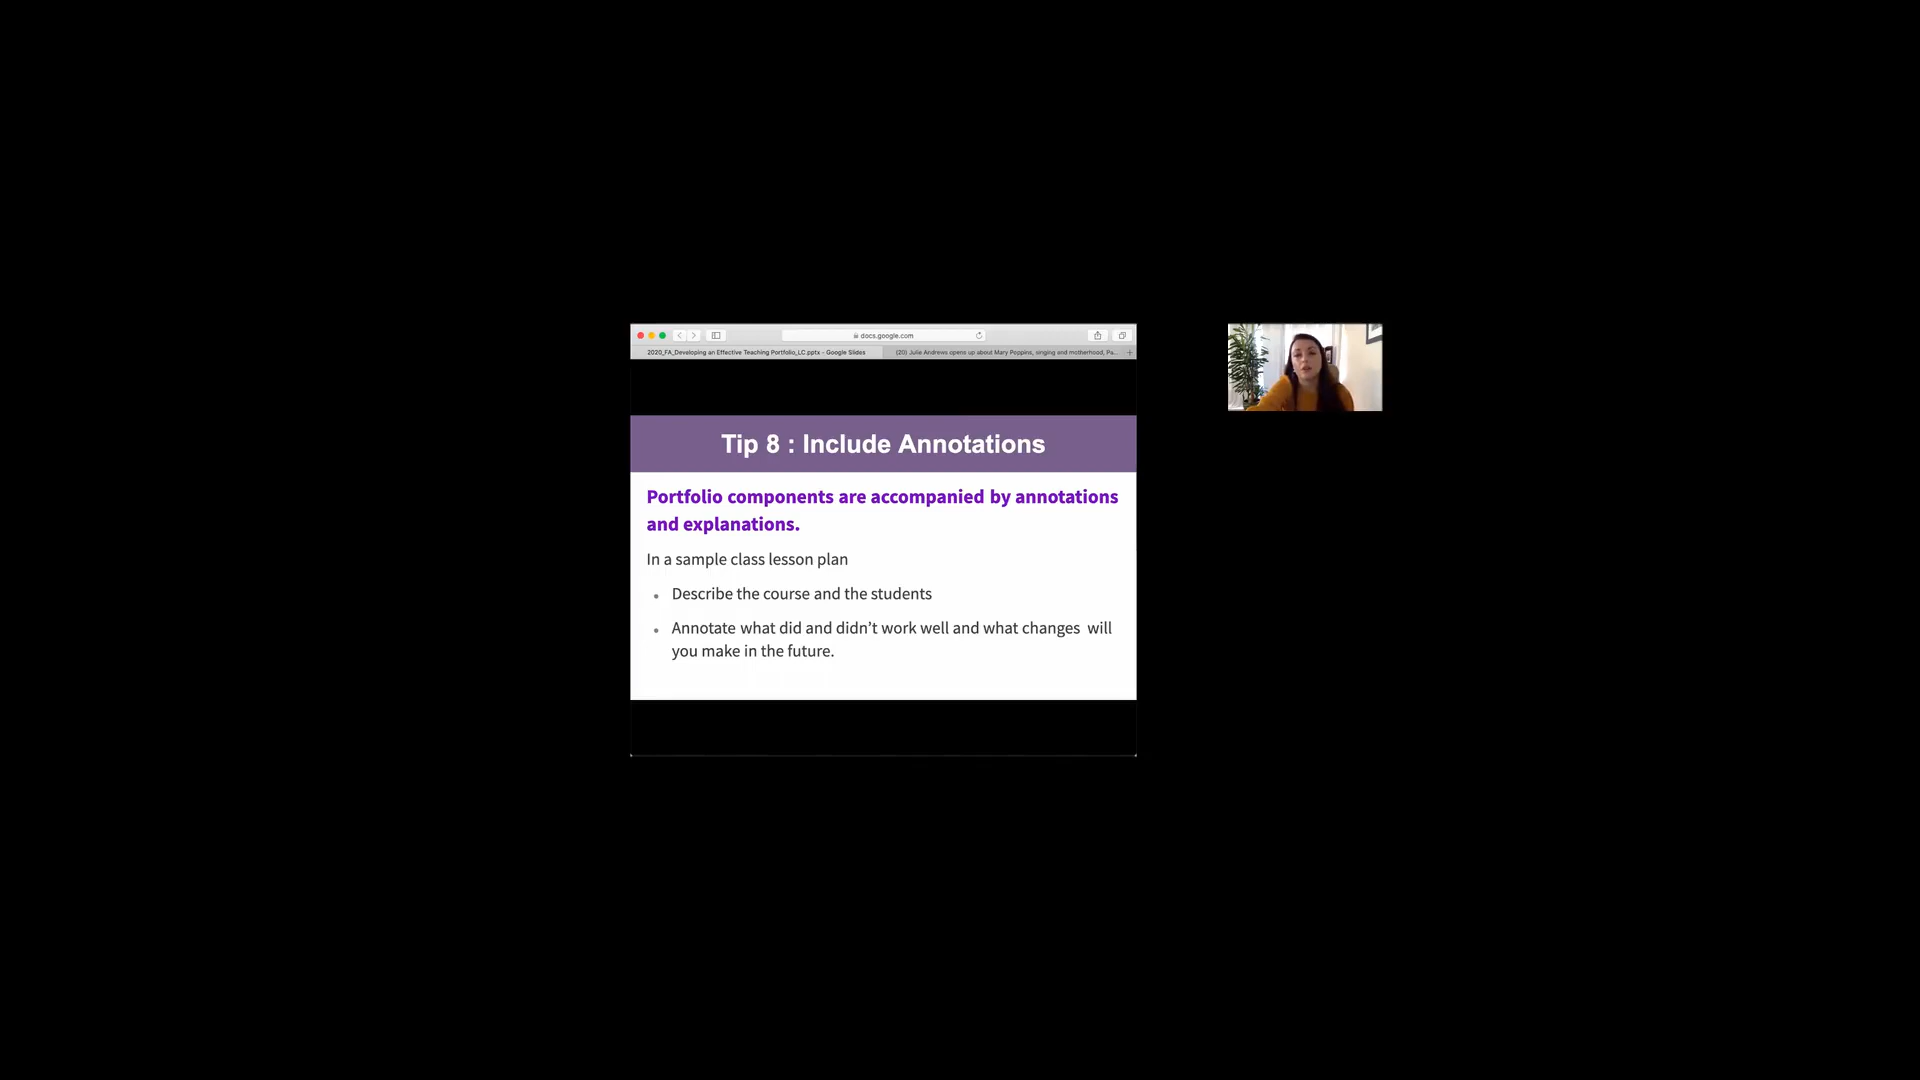 docs.google.com
2020_FA_Developing an Effective Teaching Portfolio_LC.pptx - Google Slides
(20) Julie Andrews opens up about Mary Poppins, singing and motherhood, Pa...
Tip 8 : Include Annotations
Portfolio components are accompanied by annotations
and explanations.
In a sample class lesson plan
• Describe the course and the students
• Annotate what did and didn’t work well and what changes  will
you make in the future.